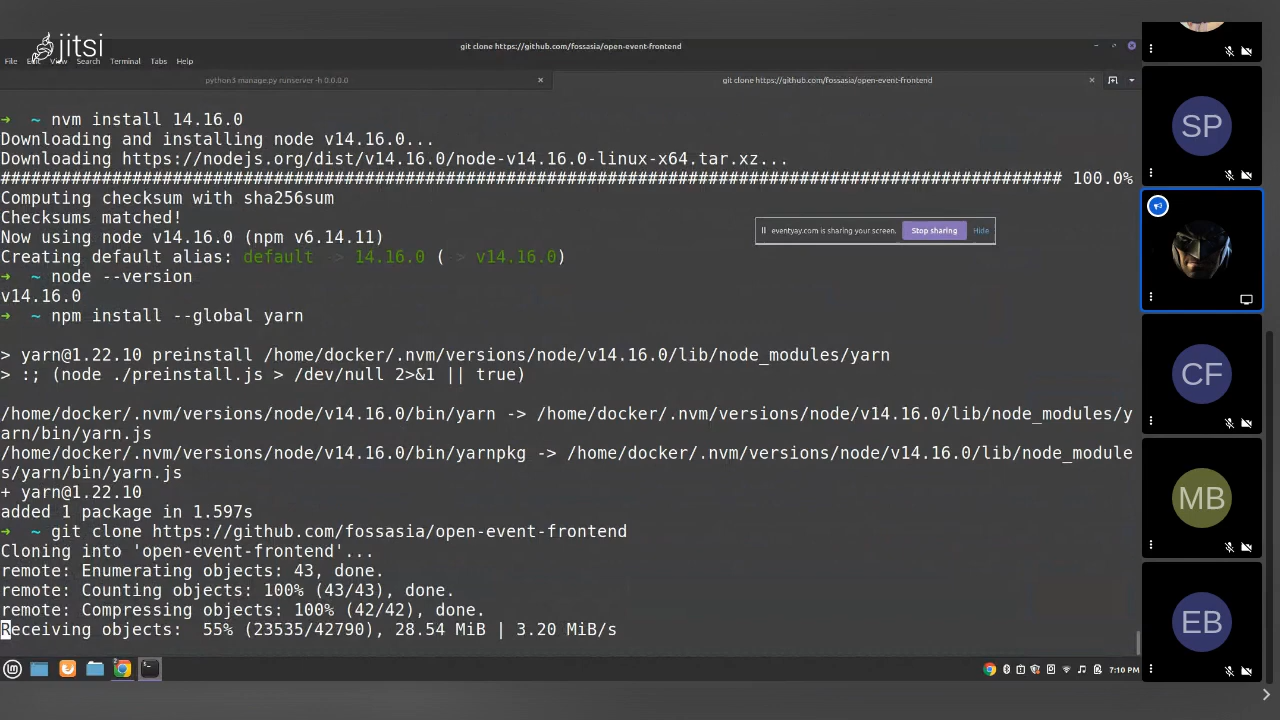 jitsi
git clone https://github.com/fossasia/open-event-frontend
File Edit View Search Terminal Tabs Help
python3 manage.py runserver -h 0.0.0.0
git clone https://github.com/fossasia/open-event-frontend
➜ ~ nvm install 14.16.0
Downloading and installing node v14.16.0...
Downloading https://nodejs.org/dist/v14.16.0/node-v14.16.0-linux-x64.tar.xz...
######################################################################################################### 100.0%
Computing checksum with sha256sum
Checksums matched!
Now using node v14.16.0 (npm v6.14.11)
Creating default alias: default -> 14.16.0 (-> v14.16.0)
➜ ~ node --version
v14.16.0
➜ ~ npm install --global yarn
> yarn@1.22.10 preinstall /home/docker/.nvm/versions/node/v14.16.0/lib/node_modules/yarn
> :; (node ./preinstall.js > /dev/null 2>&1 || true)
/home/docker/.nvm/versions/node/v14.16.0/bin/yarn -> /home/docker/.nvm/versions/node/v14.16.0/lib/node_modules/y
arn/bin/yarn.js
/home/docker/.nvm/versions/node/v14.16.0/bin/yarnpkg -> /home/docker/.nvm/versions/node/v14.16.0/lib/node_module
s/yarn/bin/yarn.js
+ yarn@1.22.10
added 1 package in 1.597s
➜ ~ git clone https://github.com/fossasia/open-event-frontend
Cloning into 'open-event-frontend'...
remote: Enumerating objects: 43, done.
remote: Counting objects: 100% (43/43), done.
remote: Compressing objects: 100% (42/42), done.
Receiving objects: 55% (23535/42790), 28.54 MiB | 3.20 MiB/s
eventyay.com is sharing your screen. Stop sharing Hide
7:10 PM
SP
CF
MB
EB